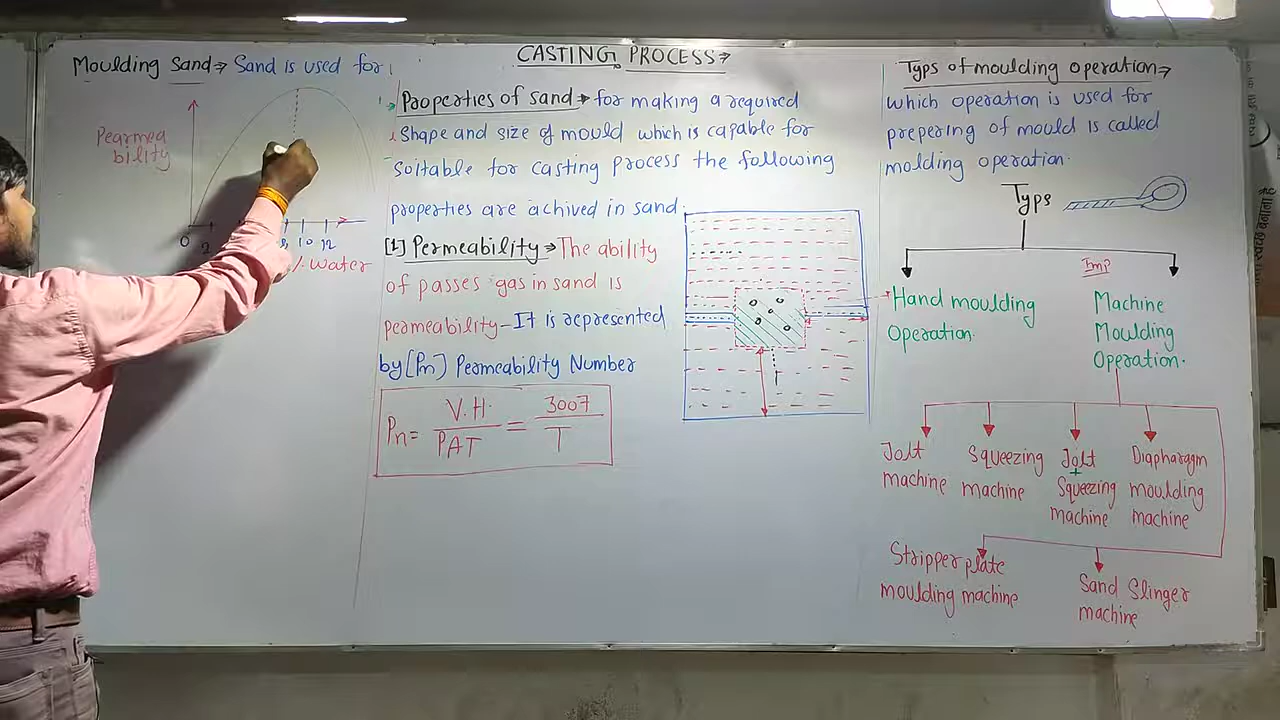 CASTING PROCESS→
Moulding Sand→ Sand is used for
Pearmea
bility
0 2 8 10 12
% Water
Properties of sand→ for making a required
Shape and size of mould which is capable for
Soitable for casting process the following
properties are achived in sand.
[1] Permeability→ The ability
of passes gas in sand is
permeability- It is represented
by [Pn] Permeability Number
Pn= V.H. / PAT = 3007 / T
Typs of moulding operation→
Which operation is used for
prepering of mould is called
molding operation.
Typs
Imp
Hand moulding
Operation.
Machine
Moulding
Operation.
Jolt
machine
Squeezing
machine
Jolt
+
Squeezing
machine
Diapharagm
moulding
machine
Stripper plate
moulding machine
Sand Slinger
machine